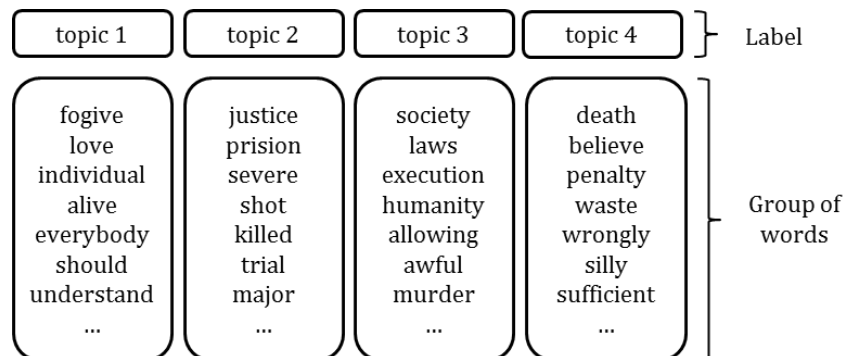 topic 1 topic 2 topic 3 topic 4 Label
fogive justice society death
love prision laws believe
individual severe execution penalty
alive shot humanity waste
everybody killed allowing wrongly
should trial awful silly
understand major murder sufficient
... ... ... ...
Group of
words